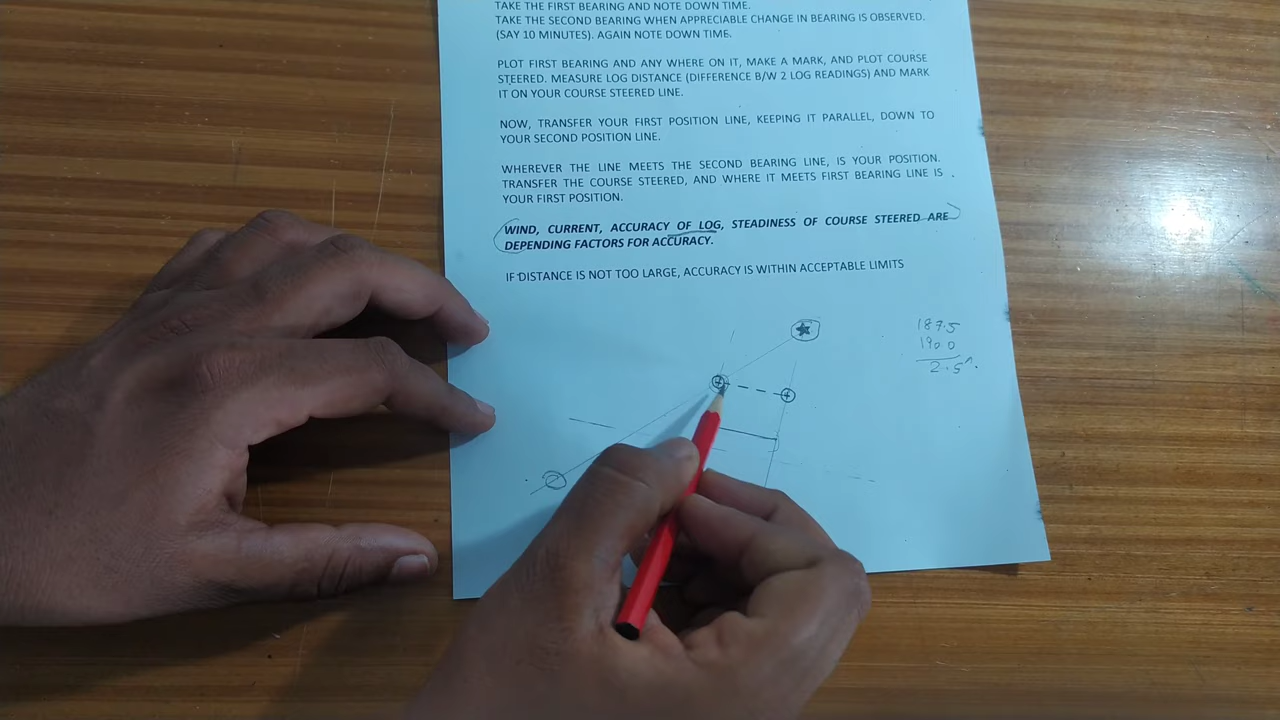 TAKE THE FIRST BEARING AND NOTE DOWN TIME.
TAKE THE SECOND BEARING WHEN APPRECIABLE CHANGE IN BEARING IS OBSERVED.
(SAY 10 MINUTES). AGAIN NOTE DOWN TIME.
PLOT FIRST BEARING AND ANY WHERE ON IT, MAKE A MARK, AND PLOT COURSE
STEERED. MEASURE LOG DISTANCE (DIFFERENCE B/W 2 LOG READINGS) AND MARK
IT ON YOUR COURSE STEERED LINE.
NOW, TRANSFER YOUR FIRST POSITION LINE, KEEPING IT PARALLEL, DOWN TO
YOUR SECOND POSITION LINE.
WHEREVER THE LINE MEETS THE SECOND BEARING LINE, IS YOUR POSITION.
TRANSFER THE COURSE STEERED, AND WHERE IT MEETS FIRST BEARING LINE IS
YOUR FIRST POSITION.
WIND, CURRENT, ACCURACY OF LOG, STEADINESS OF COURSE STEERED ARE
DEPENDING FACTORS FOR ACCURACY.
IF DISTANCE IS NOT TOO LARGE, ACCURACY IS WITHIN ACCEPTABLE LIMITS
187.5
190.0
2.5